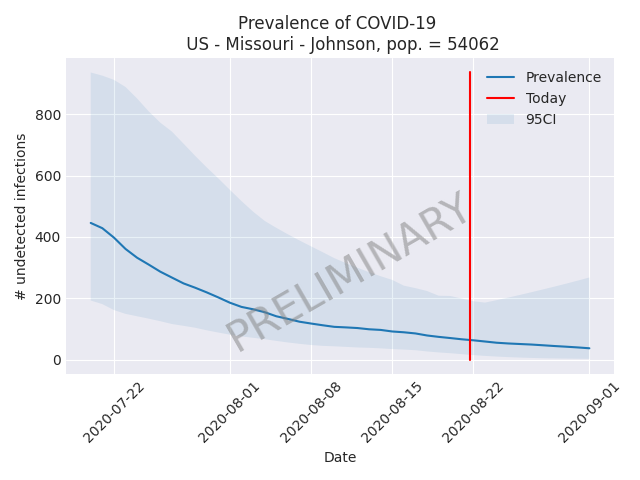 Prevalence of COVID-19
US - Missouri - Johnson, pop. = 54062
Prevalence
Today
95CI
# undetected infections
800
600
400
200
0
PRELIMINARY
2020-07-22
2020-08-01
2020-08-08
2020-08-15
2020-08-22
2020-09-01
Date